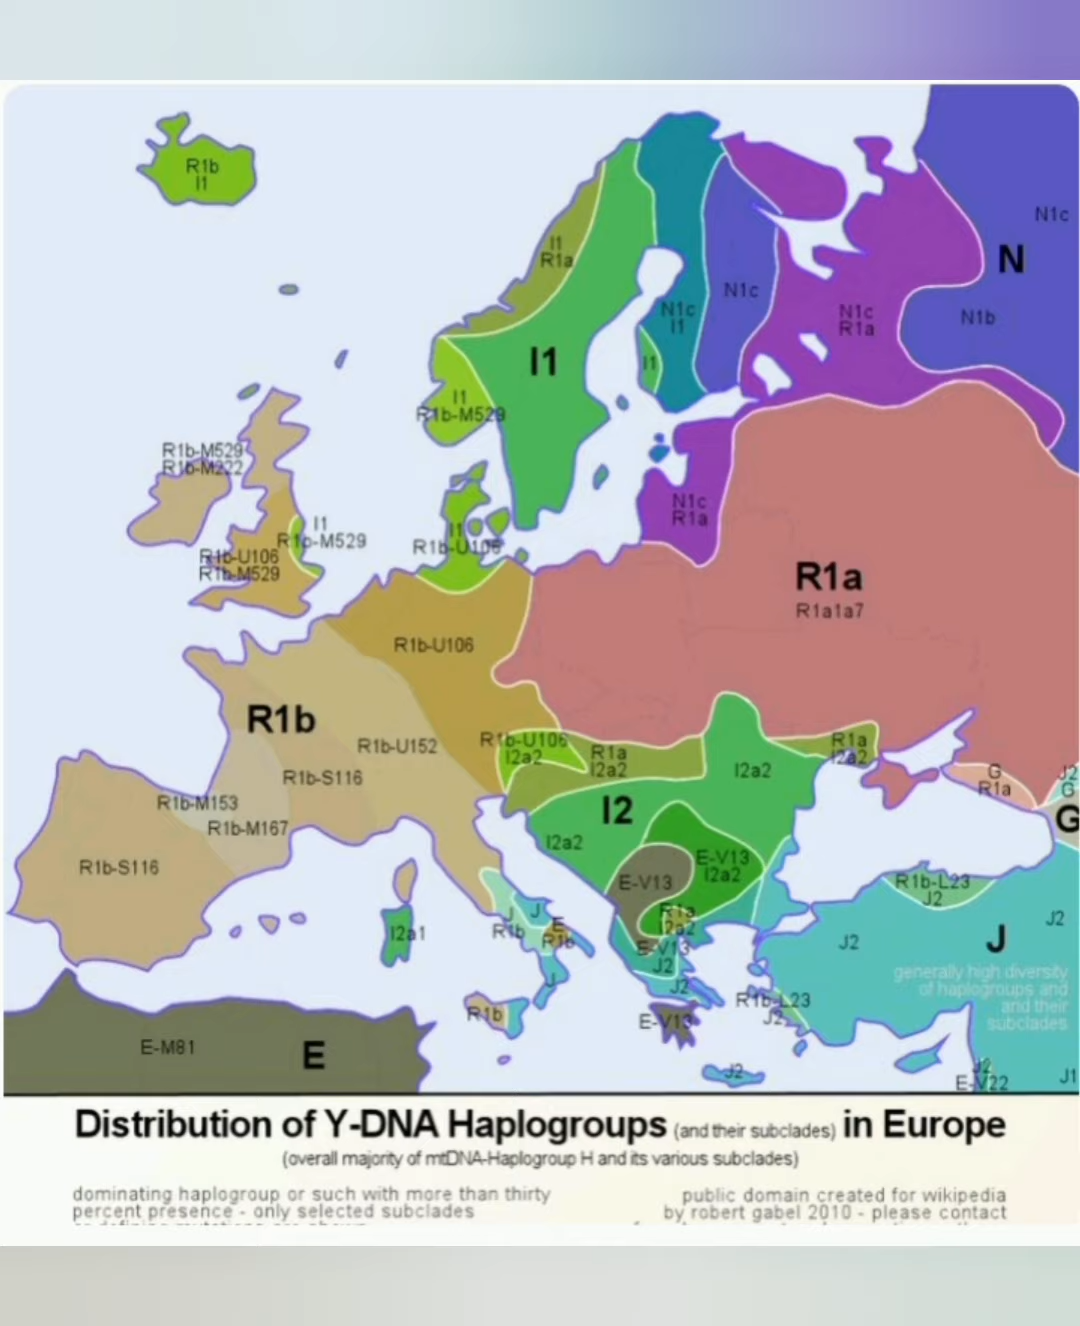 R1b
I1
I1
R1a
N1c
N
N1b
N1c
R1a
N1c
N1c
I1
I1
I1
I1
R1b-M529
R1b-M529
R1b-M222
N1c
R1a
I1
R1b-M529
I1
R1b-U106
R1b-U106
R1b-M529
R1a
R1a1a7
R1b-U106
R1b
R1b-U152
R1b-U106
I2a2
R1a
I2a2
R1a
I2a2
I2a2
R1b-S116
G
R1a
J2
G
G
R1b-M153
R1b-M167
I2
I2a2
R1b-S116
E-V13
I2a2
E-V13
R1b-L23
J2
R1a
I2a2
I2a1
J
R1b
J
E
R1b
E-V13
J2
J2
J
J2
J
generally high diversity
of haplogroups and
and their
subclades
J2
R1b-L23
J2
R1b
E-V13
E-M81
E
J2
J2
E-V22
J1
Distribution of Y-DNA Haplogroups (and their subclades) in Europe
(overall majority of mtDNA-Haplogroup H and its various subclades)
dominating haplogroup or such with more than thirty
percent presence - only selected subclades
public domain created for wikipedia
by robert gabel 2010 - please contact